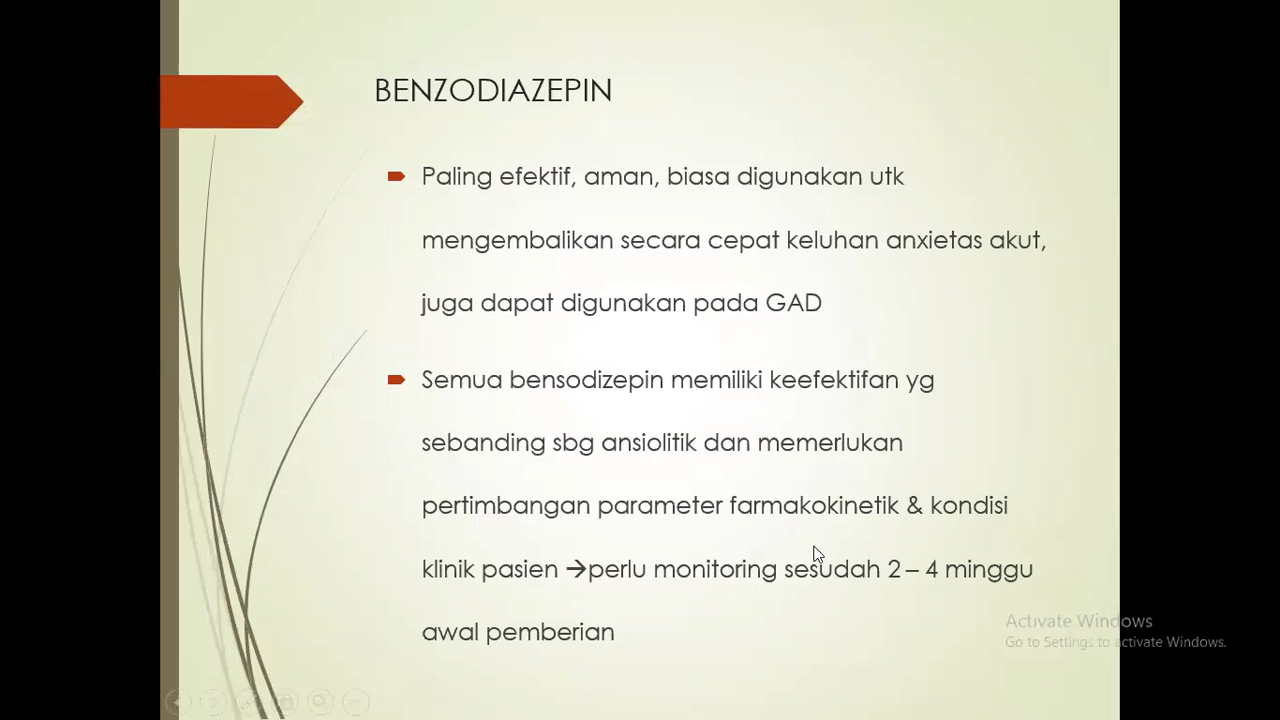 BENZODIAZEPIN
Paling efektif, aman, biasa digunakan utk
mengembalikan secara cepat keluhan anxietas akut,
juga dapat digunakan pada GAD
Semua bensodizepin memiliki keefektifan yg
sebanding sbg ansiolitik dan memerlukan
pertimbangan parameter farmakokinetik & kondisi
klinik pasien →perlu monitoring sesudah 2 – 4 minggu
awal pemberian
Activate Windows
Go to Settings to activate Windows.